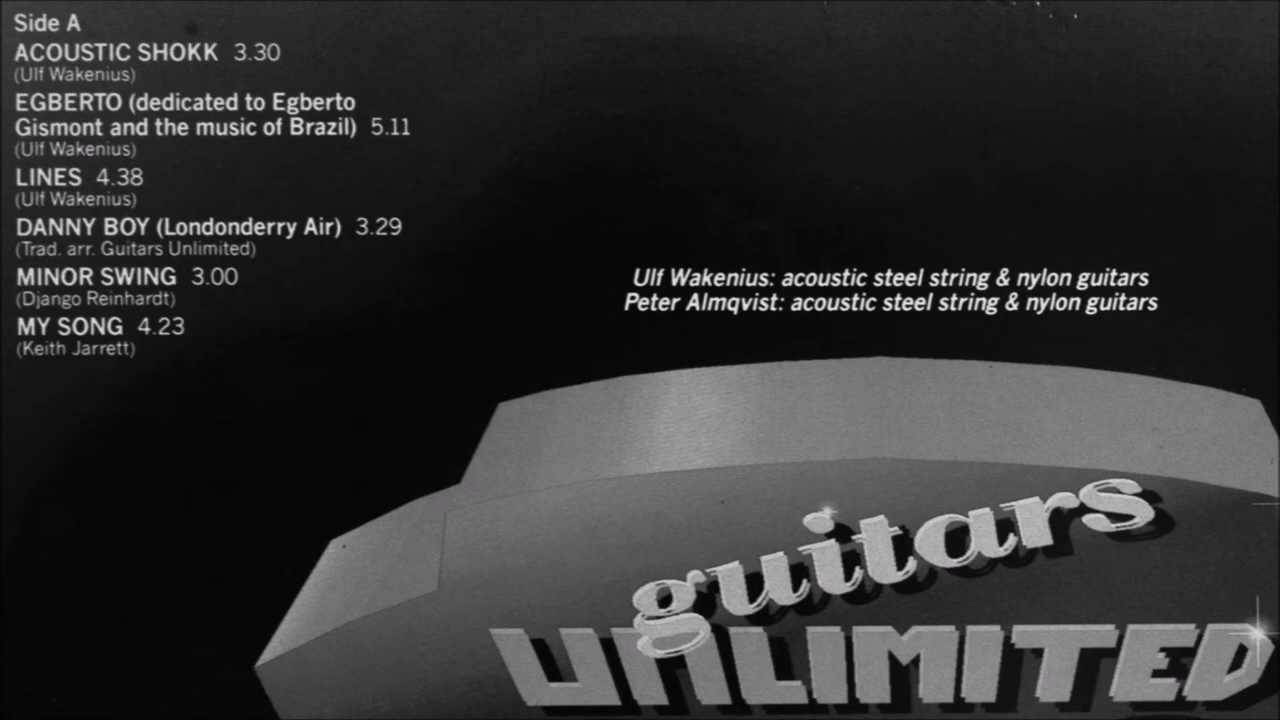 Side A
ACOUSTIC SHOKK 3.30
(Ulf Wakenius)
EGBERTO (dedicated to Egberto
Gismont and the music of Brazil) 5.11
(Ulf Wakenius)
LINES 4.38
(Ulf Wakenius)
DANNY BOY (Londonderry Air) 3.29
(Trad. arr. Guitars Unlimited)
MINOR SWING 3.00
(Django Reinhardt)
MY SONG 4.23
(Keith Jarrett)
Ulf Wakenius: acoustic steel string & nylon guitars
Peter Almqvist: acoustic steel string & nylon guitars
guitars
UNLIMITED